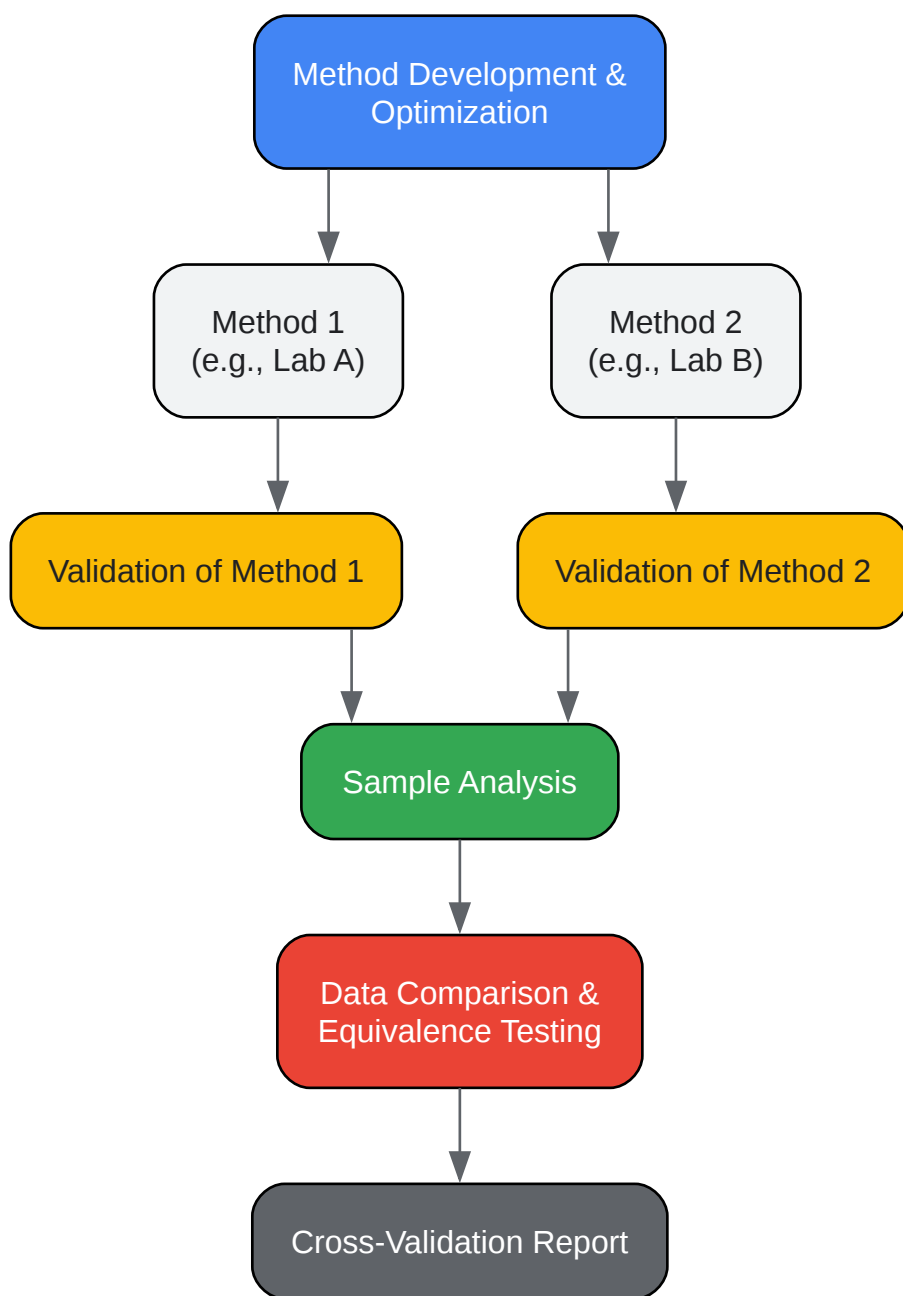 Method Development &
Optimization
Method 1
(e.g., Lab A)
Method 2
(e.g., Lab B)
Validation of Method 1
Validation of Method 2
Sample Analysis
Data Comparison &
Equivalence Testing
Cross-Validation Report